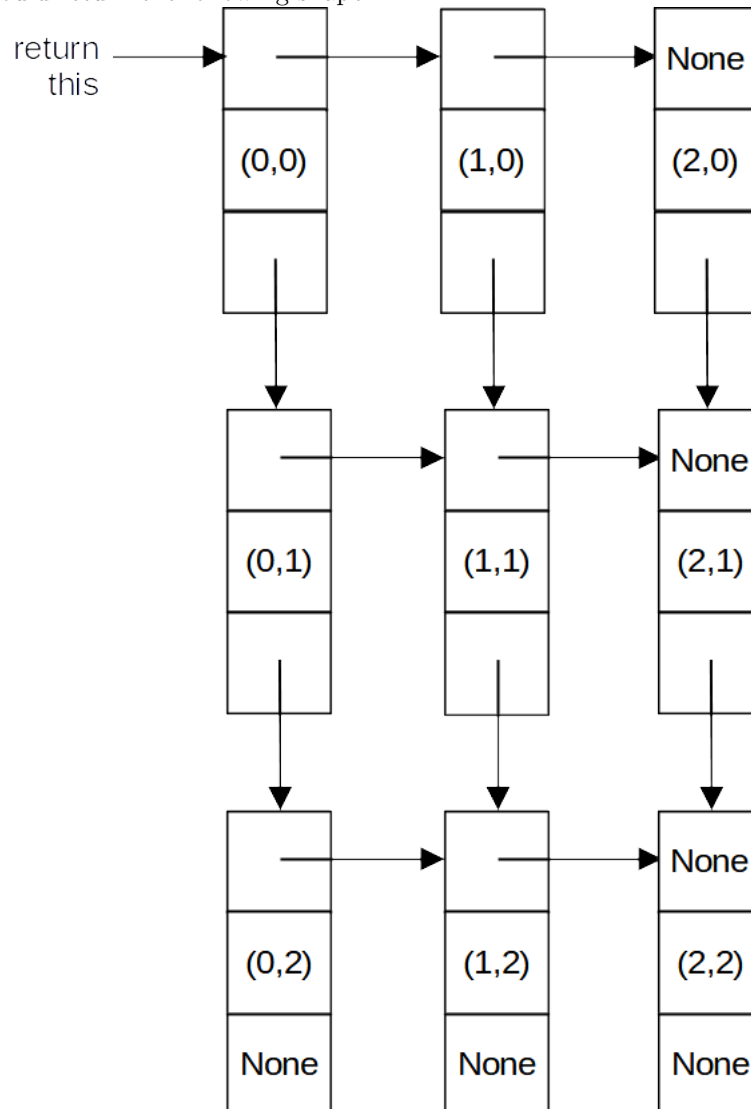 return this
None
(0,0) (1,0) (2,0)
None
(0,1) (1,1) (2,1)
None
(0,2) (1,2) (2,2)
None None None